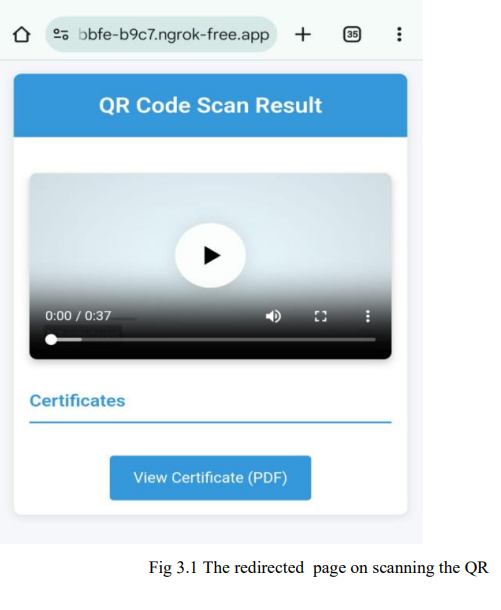 bbfe-b9c7.ngrok-free.app
35
QR Code Scan Result
0:00 / 0:37
Certificates
View Certificate (PDF)
Fig 3.1 The redirected  page on scanning the QR